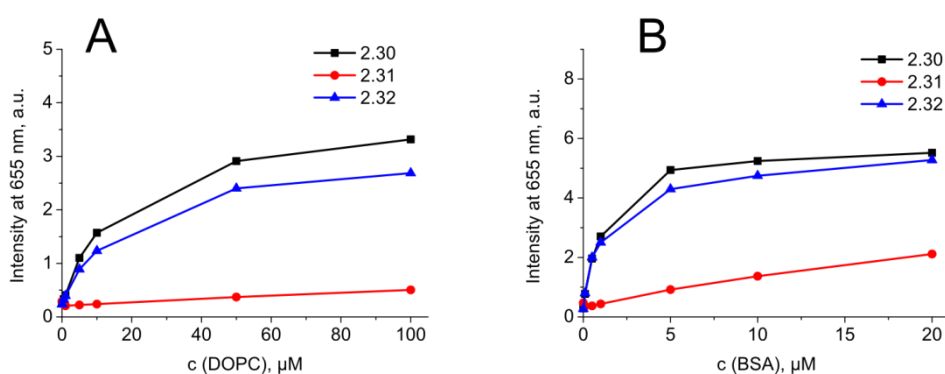 A
2.30
2.31
2.32
5
4
3
2
1
0
0 20 40 60 80 100
Intensity at 655 nm, a.u.
c (DOPC), µM
B
2.30
2.31
2.32
8
6
4
2
0
0 5 10 15 20
Intensity at 655 nm, a.u.
c (BSA), µM